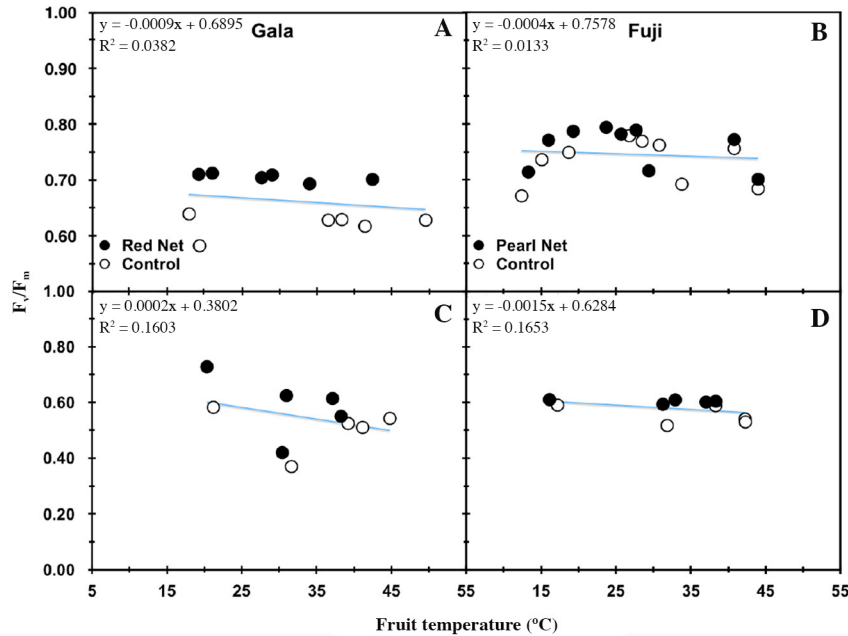 y = -0.0009x + 0.6895
R² = 0.0382
Gala
A
y = -0.0004x + 0.7578
R² = 0.0133
Fuji
B
1.00
0.90
0.80
0.70
0.60
Red Net
Control
Pearl Net
Control
Fv/Fm
1.00
y = 0.0002x + 0.3802
R² = 0.1603
C
y = -0.0015x + 0.6284
R² = 0.1653
D
0.80
0.60
0.40
0.20
0.00
5 15 25 35 45 55 15 25 35 45 55
Fruit temperature (ºC)